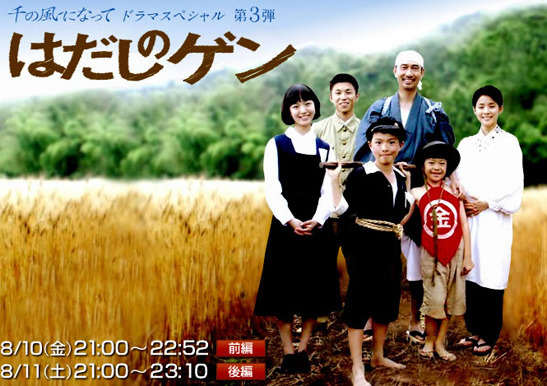 千の風になって ドラマスペシャル 第3弾
はだしのゲン
金
8/10(金)21:00〜22:52 前編
8/11(土)21:00〜23:10 後編